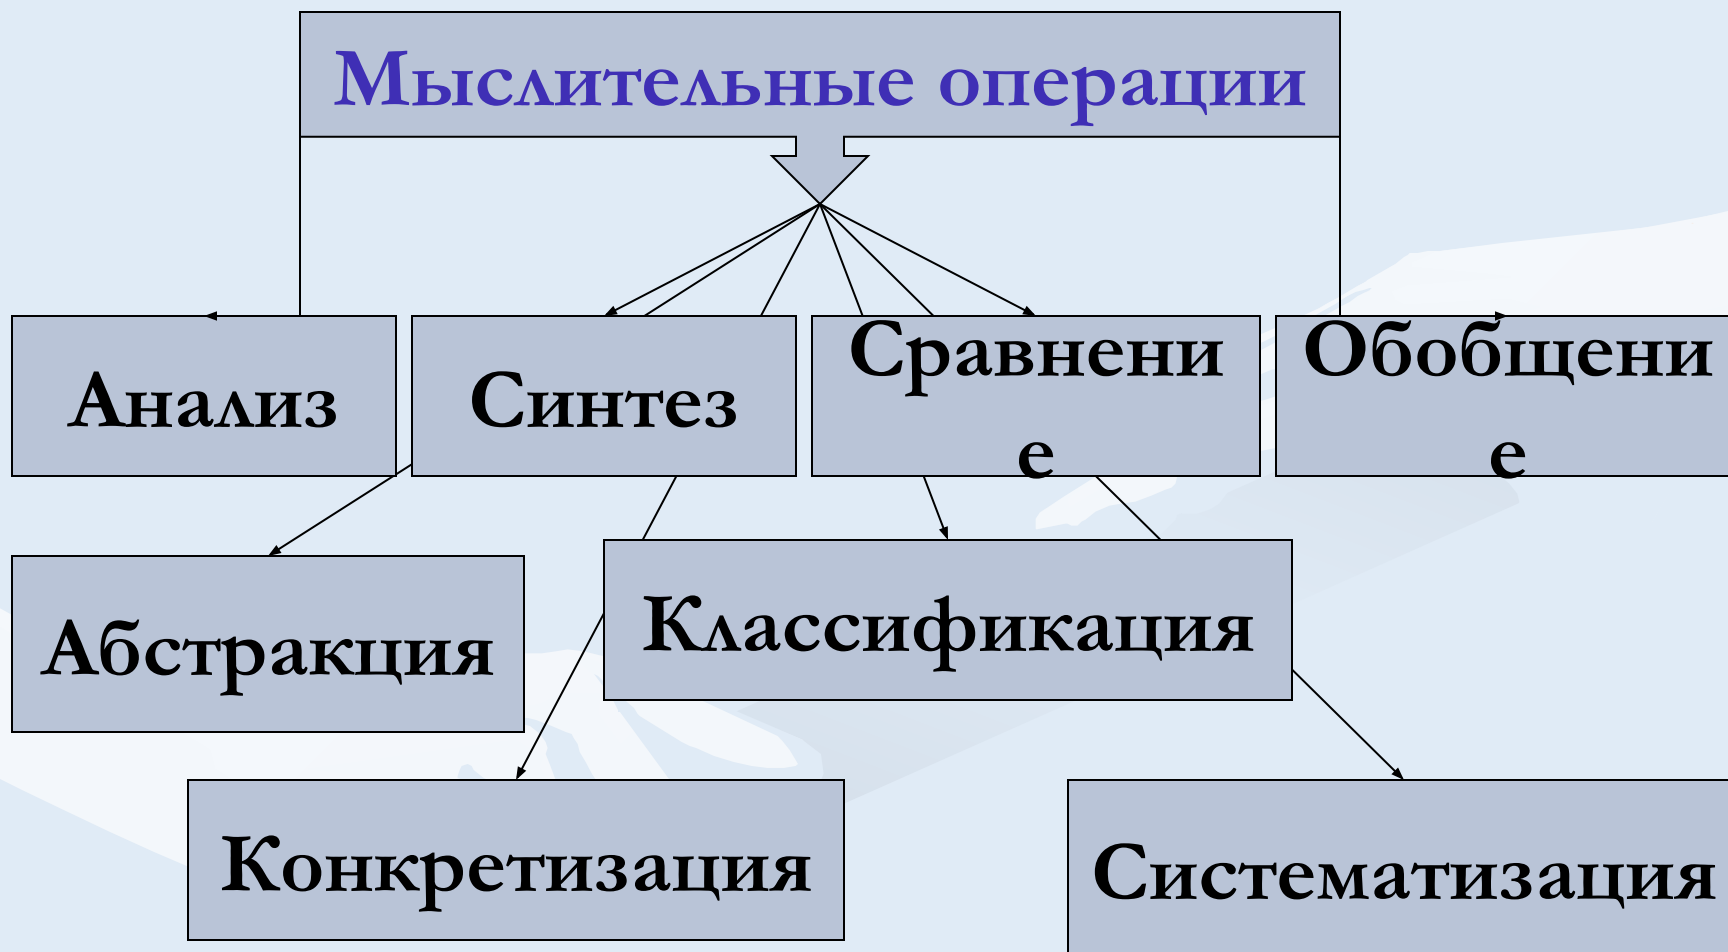 Мыслительные операции
Анализ
Синтез
Сравнени
е
Обобщени
е
Абстракция
Классификация
Конкретизация
Систематизация